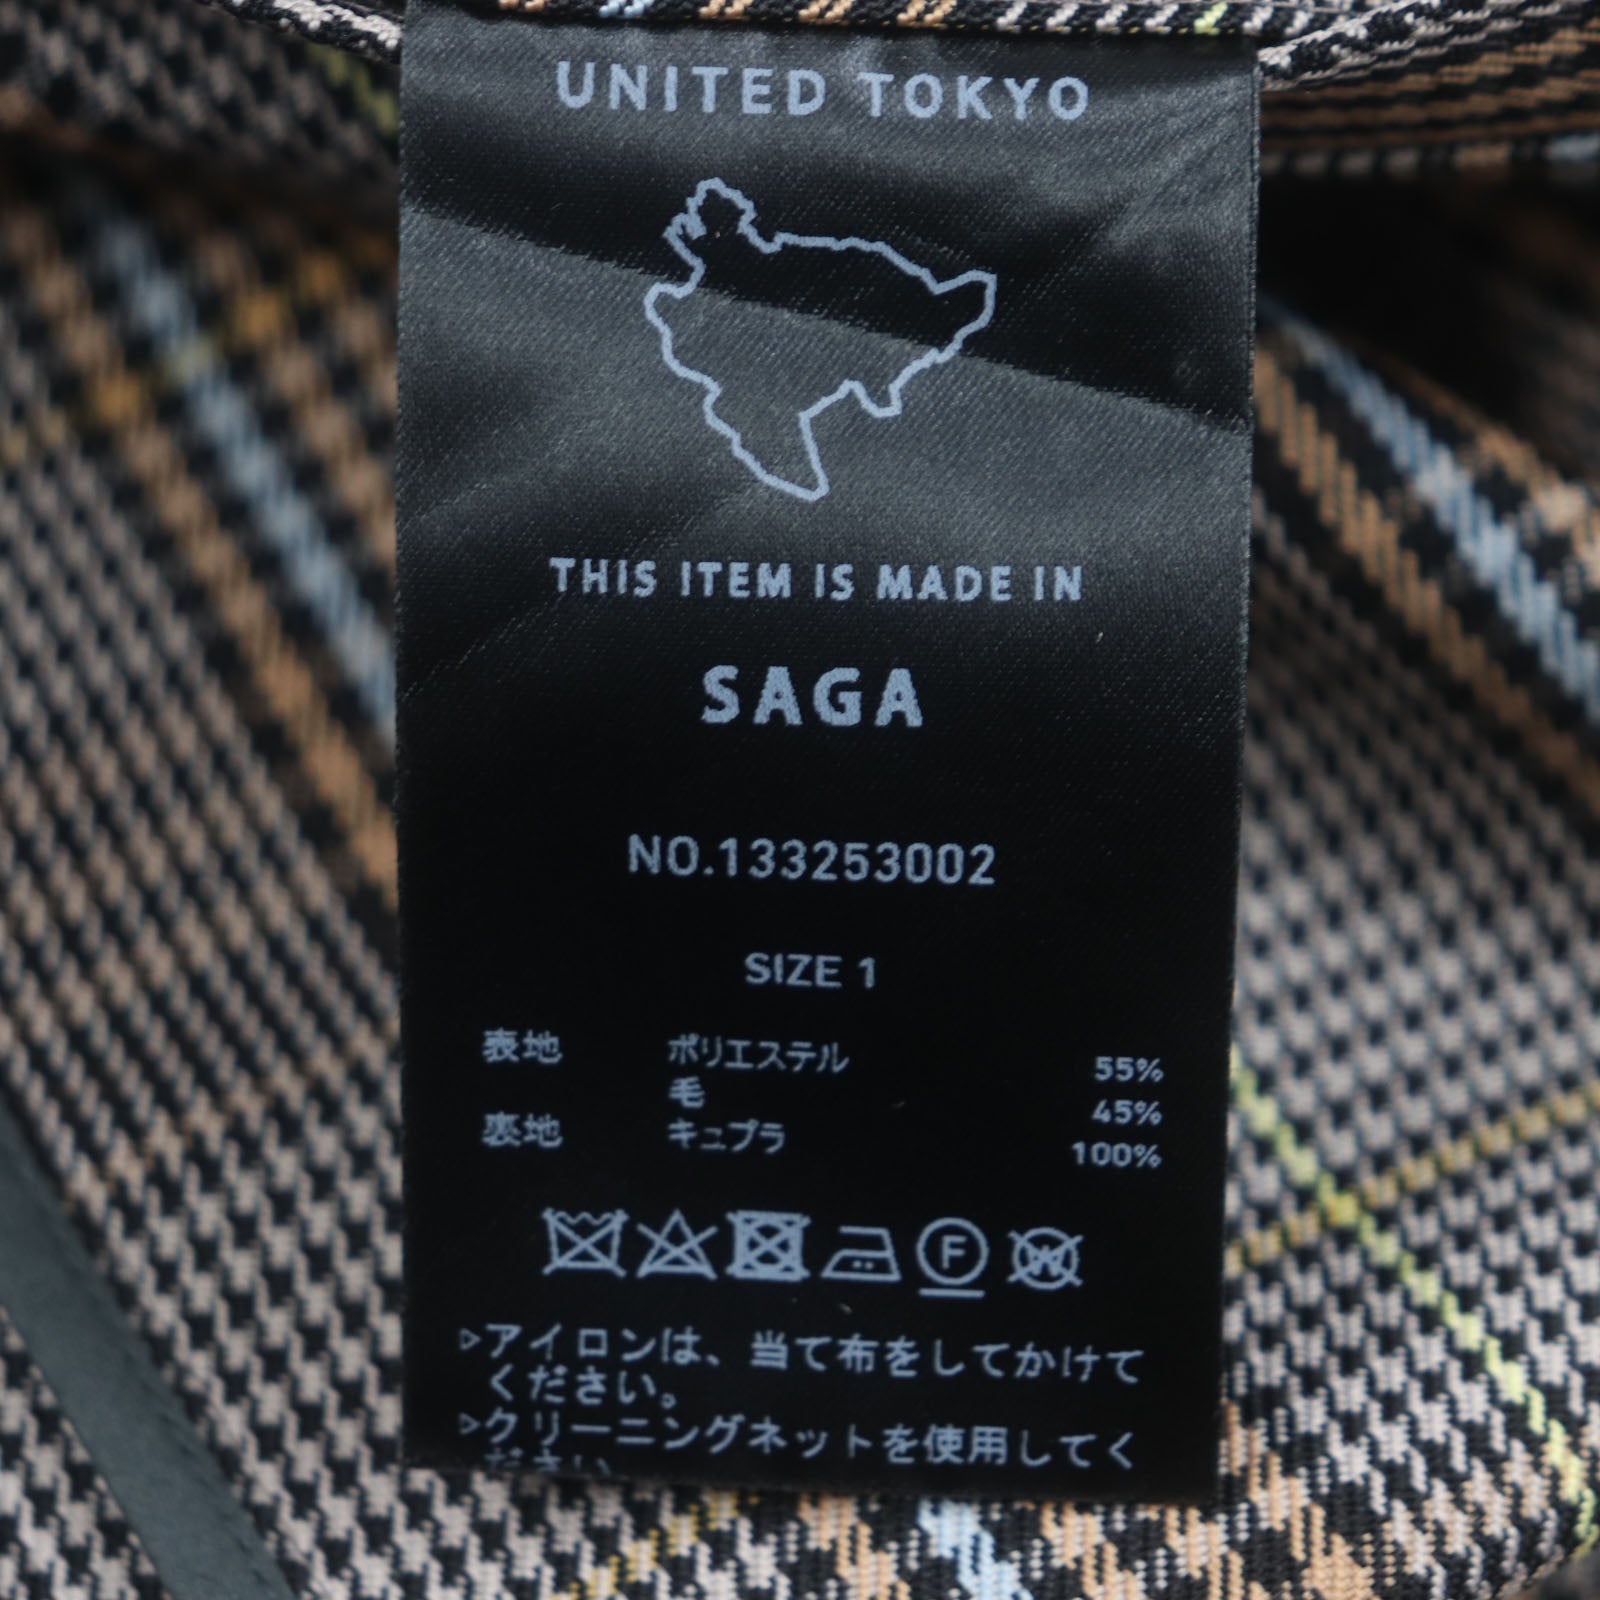 UNITED TOKYO
THIS ITEM IS MADE IN
SAGA
NO.133253002
SIZE 1
表地 ポリエステル 55%
毛 45%
裏地 キュプラ 100%
F W
▷アイロンは、当て布をしてかけて
ください。
▷クリーニングネットを使用してく
ださい。